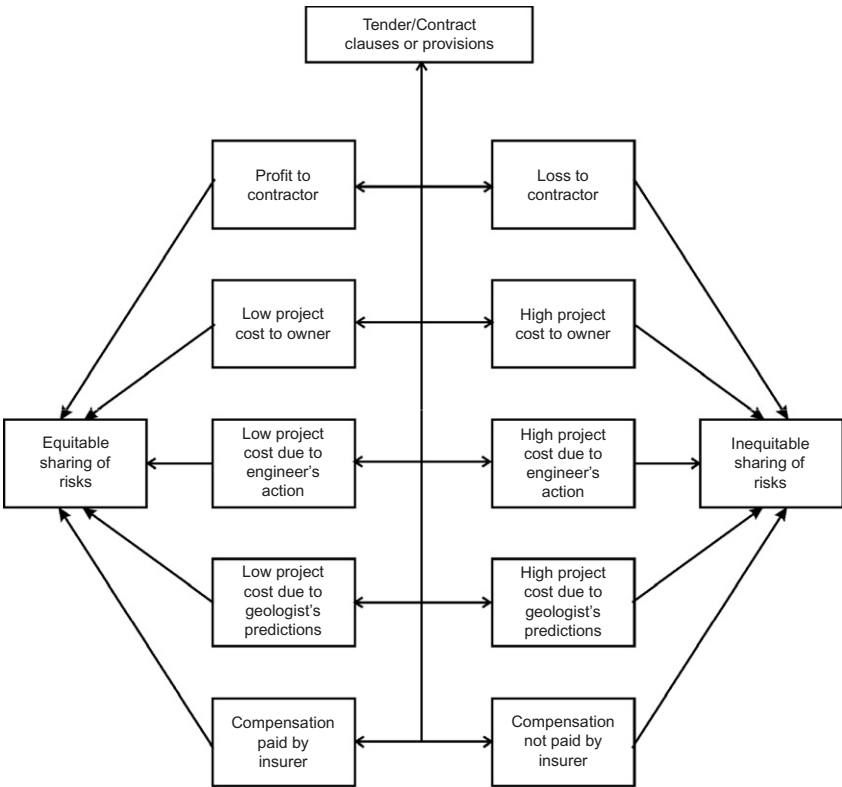 Tender/Contract
clauses or provisions
Profit to
contractor
Loss to
contractor
Low project
cost to owner
High project
cost to owner
Equitable
sharing of
risks
Low project
cost due to
engineer’s
action
High project
cost due to
engineer’s
action
Inequitable
sharing of
risks
Low project
cost due to
geologist’s
predictions
High project
cost due to
geologist’s
predictions
Compensation
paid by
insurer
Compensation
not paid by
insurer